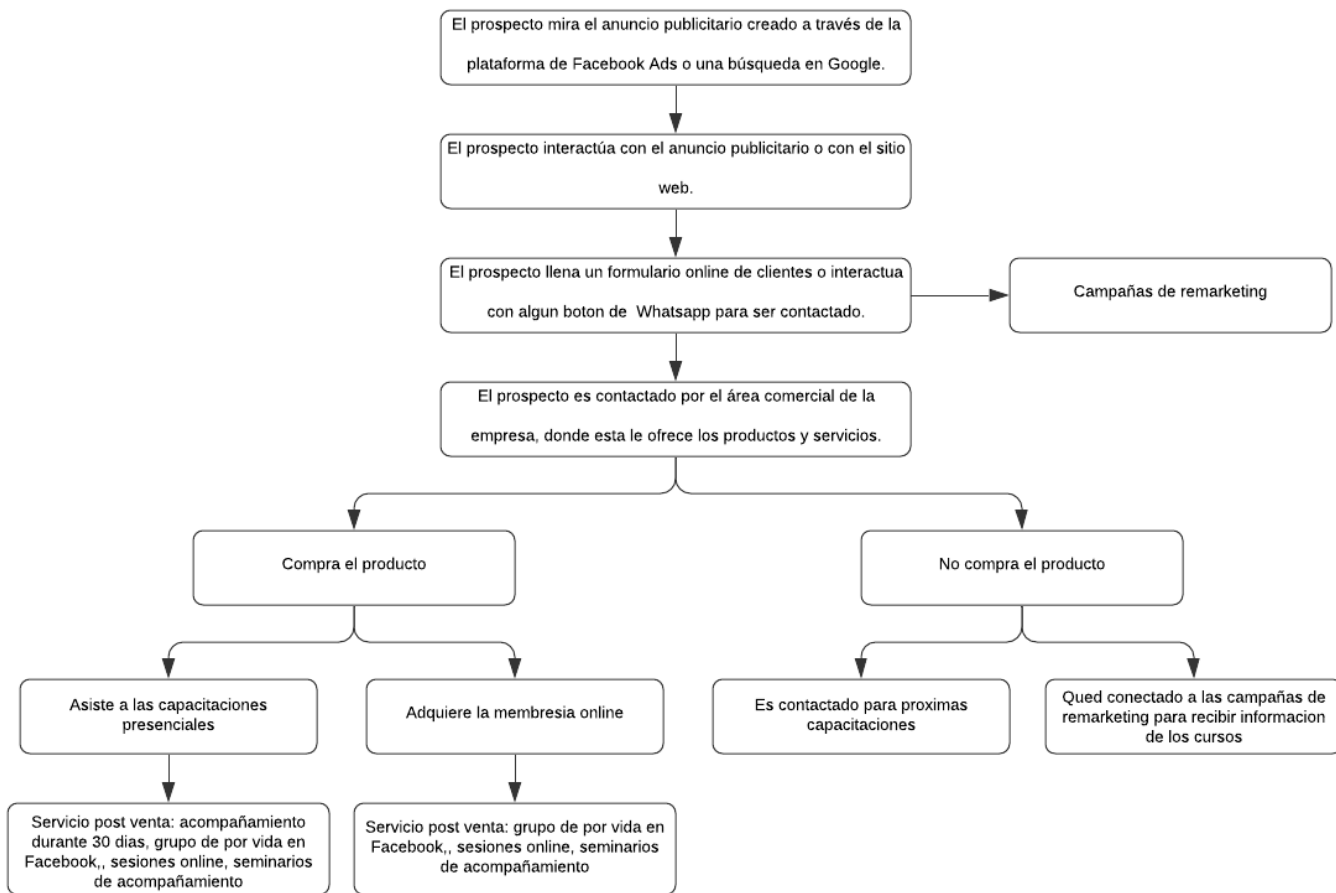 El prospecto mira el anuncio publicitario creado a través de la
plataforma de Facebook Ads o una búsqueda en Google.
El prospecto interactúa con el anuncio publicitario o con el sitio
web.
El prospecto llena un formulario online de clientes o interactua
con algun boton de Whatsapp para ser contactado.
Campañas de remarketing
El prospecto es contactado por el área comercial de la
empresa, donde esta le ofrece los productos y servicios.
Compra el producto
No compra el producto
Asiste a las capacitaciones
presenciales
Adquiere la membresia online
Es contactado para proximas
capacitaciones
Qued conectado a las campañas de
remarketing para recibir informacion
de los cursos
Servicio post venta: acompañamiento
durante 30 dias, grupo de por vida en
Facebook,, sesiones online, seminarios
de acompañamiento
Servicio post venta: grupo de por vida en
Facebook,, sesiones online, seminarios
de acompañamiento